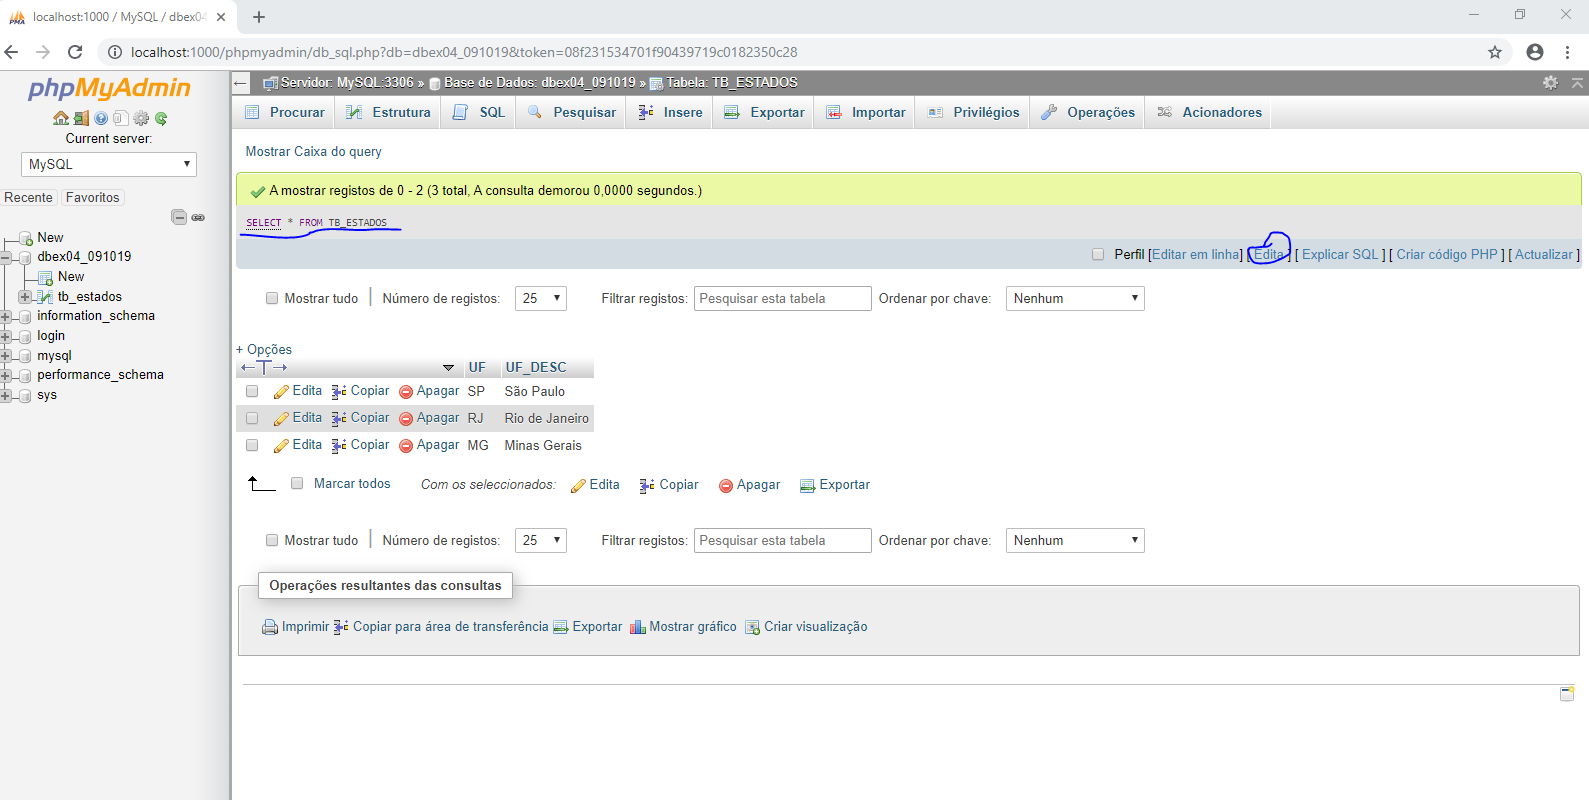 localhost:1000 / MySQL / dbex04
localhost:1000/phpmyadmin/db_sql.php?db=dbex04_091019&token=08f231534701f90439719c0182350c28
phpMyAdmin
Current server:
MySQL
Recente Favoritos
New
dbex04_091019
New
tb_estados
information_schema
login
mysql
performance_schema
sys
Servidor: MySQL:3306 » Base de Dados: dbex04_091019 » Tabela: TB_ESTADOS
Procurar Estrutura SQL Pesquisar Insere Exportar Importar Privilégios Operações Acionadores
Mostrar Caixa do query
A mostrar registos de 0 - 2 (3 total, A consulta demorou 0,0000 segundos.)
SELECT * FROM TB_ESTADOS
Perfil [Editar em linha] [ Edita ] [ Explicar SQL ] [ Criar código PHP ] [ Actualizar ]
Mostrar tudo | Número de registos: 25 Filtrar registos: Pesquisar esta tabela Ordenar por chave: Nenhum
+ Opções
←T→ UF UF_DESC
Edita Copiar Apagar SP São Paulo
Edita Copiar Apagar RJ Rio de Janeiro
Edita Copiar Apagar MG Minas Gerais
Marcar todos Com os seleccionados: Edita Copiar Apagar Exportar
Mostrar tudo | Número de registos: 25 Filtrar registos: Pesquisar esta tabela Ordenar por chave: Nenhum
Operações resultantes das consultas
Imprimir Copiar para área de transferência Exportar Mostrar gráfico Criar visualização